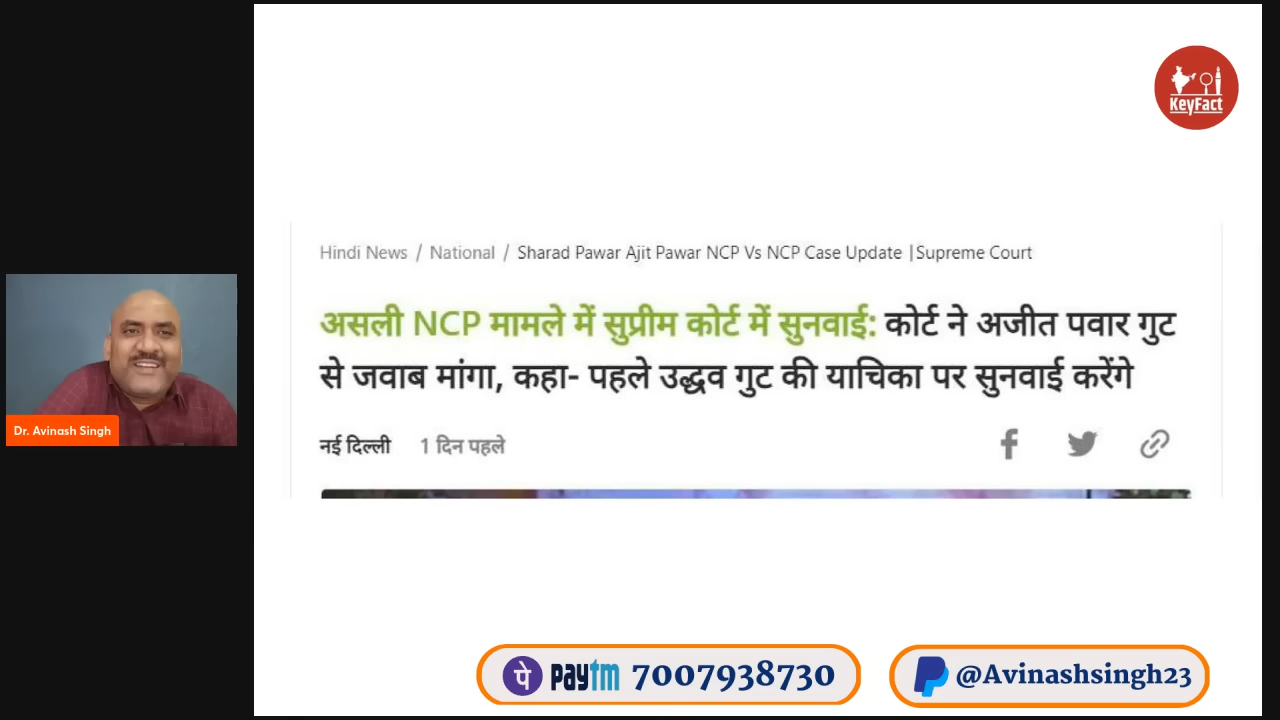 KeyFact
Hindi News / National / Sharad Pawar Ajit Pawar NCP Vs NCP Case Update |Supreme Court
असली NCP मामले में सुप्रीम कोर्ट में सुनवाई: कोर्ट ने अजीत पवार गुट
से जवाब मांगा, कहा- पहले उद्धव गुट की याचिका पर सुनवाई करेंगे
नई दिल्ली 1 दिन पहले
Dr. Avinash Singh
पे paytm 7007938730
@Avinashsingh23